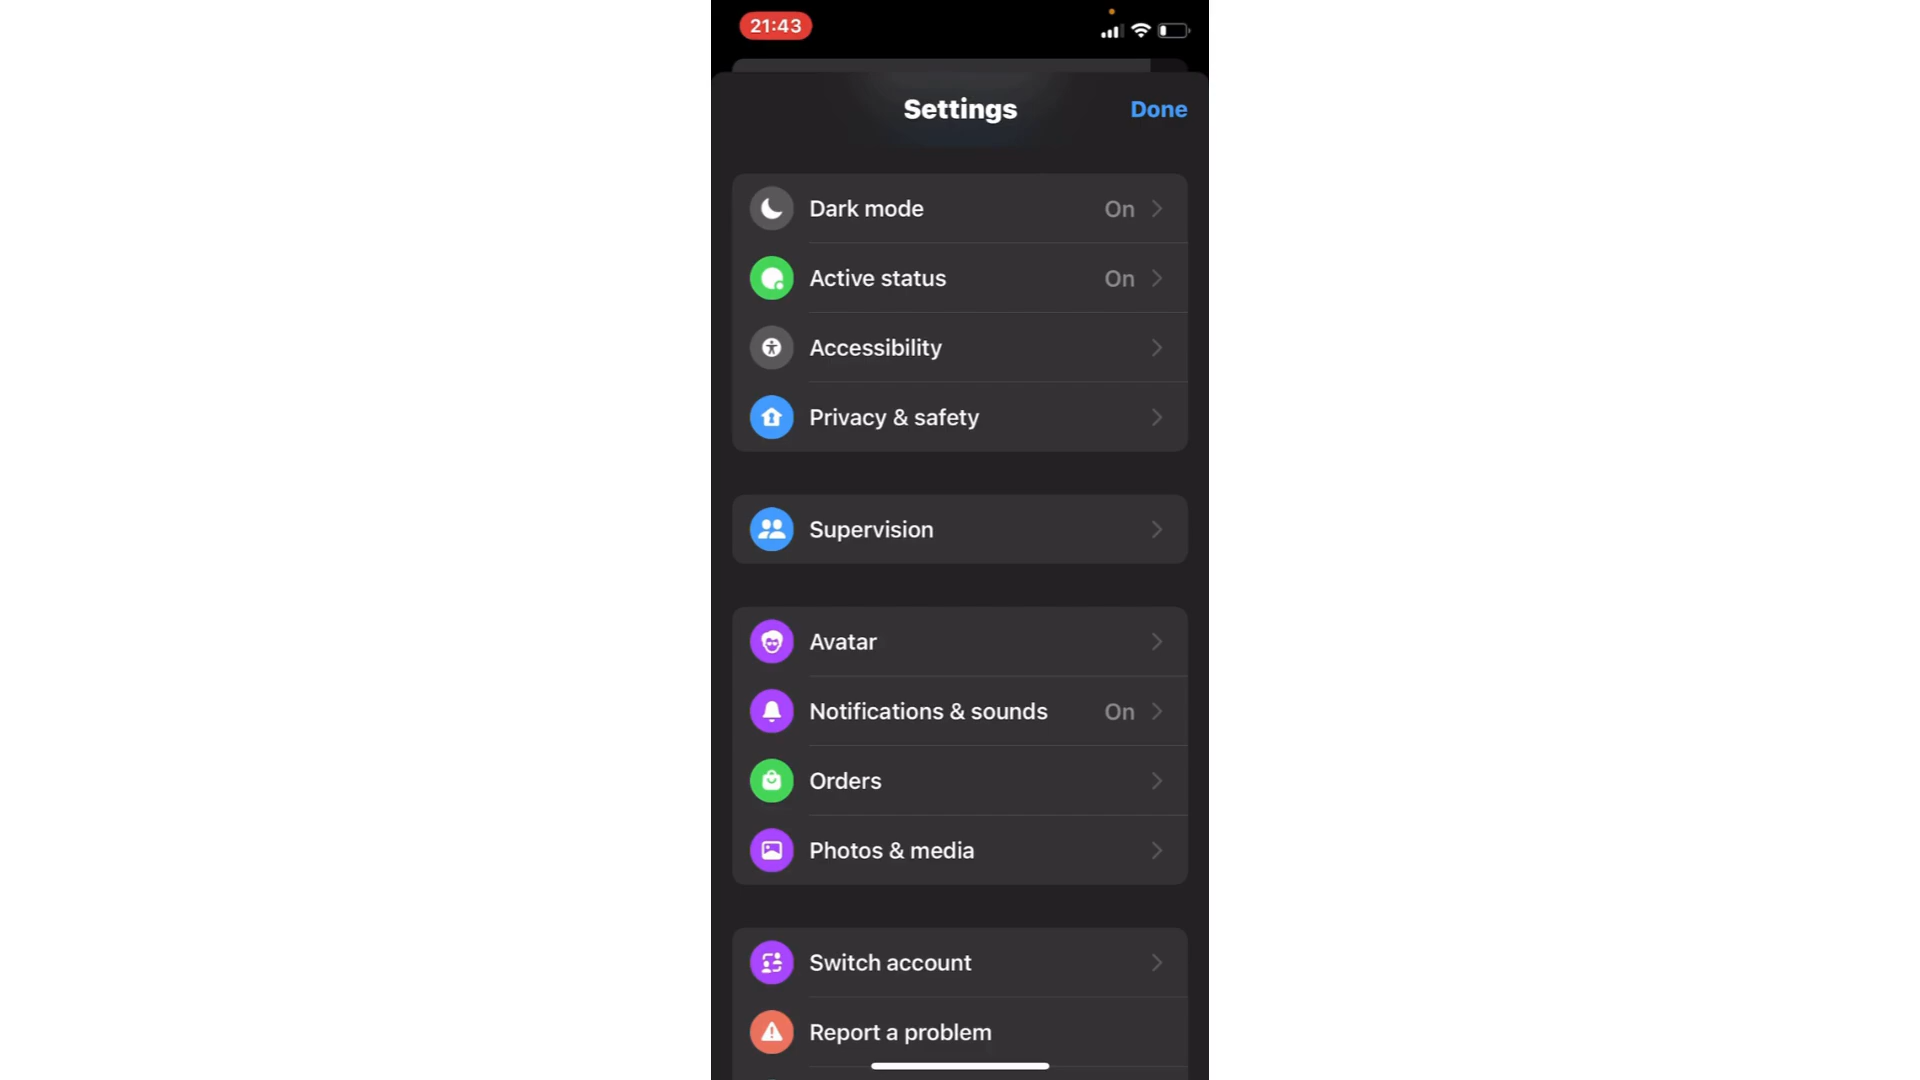 21:43
Settings
Done
Dark mode On
Active status On
Accessibility
Privacy & safety
Supervision
Avatar
Notifications & sounds On
Orders
Photos & media
Switch account
Report a problem